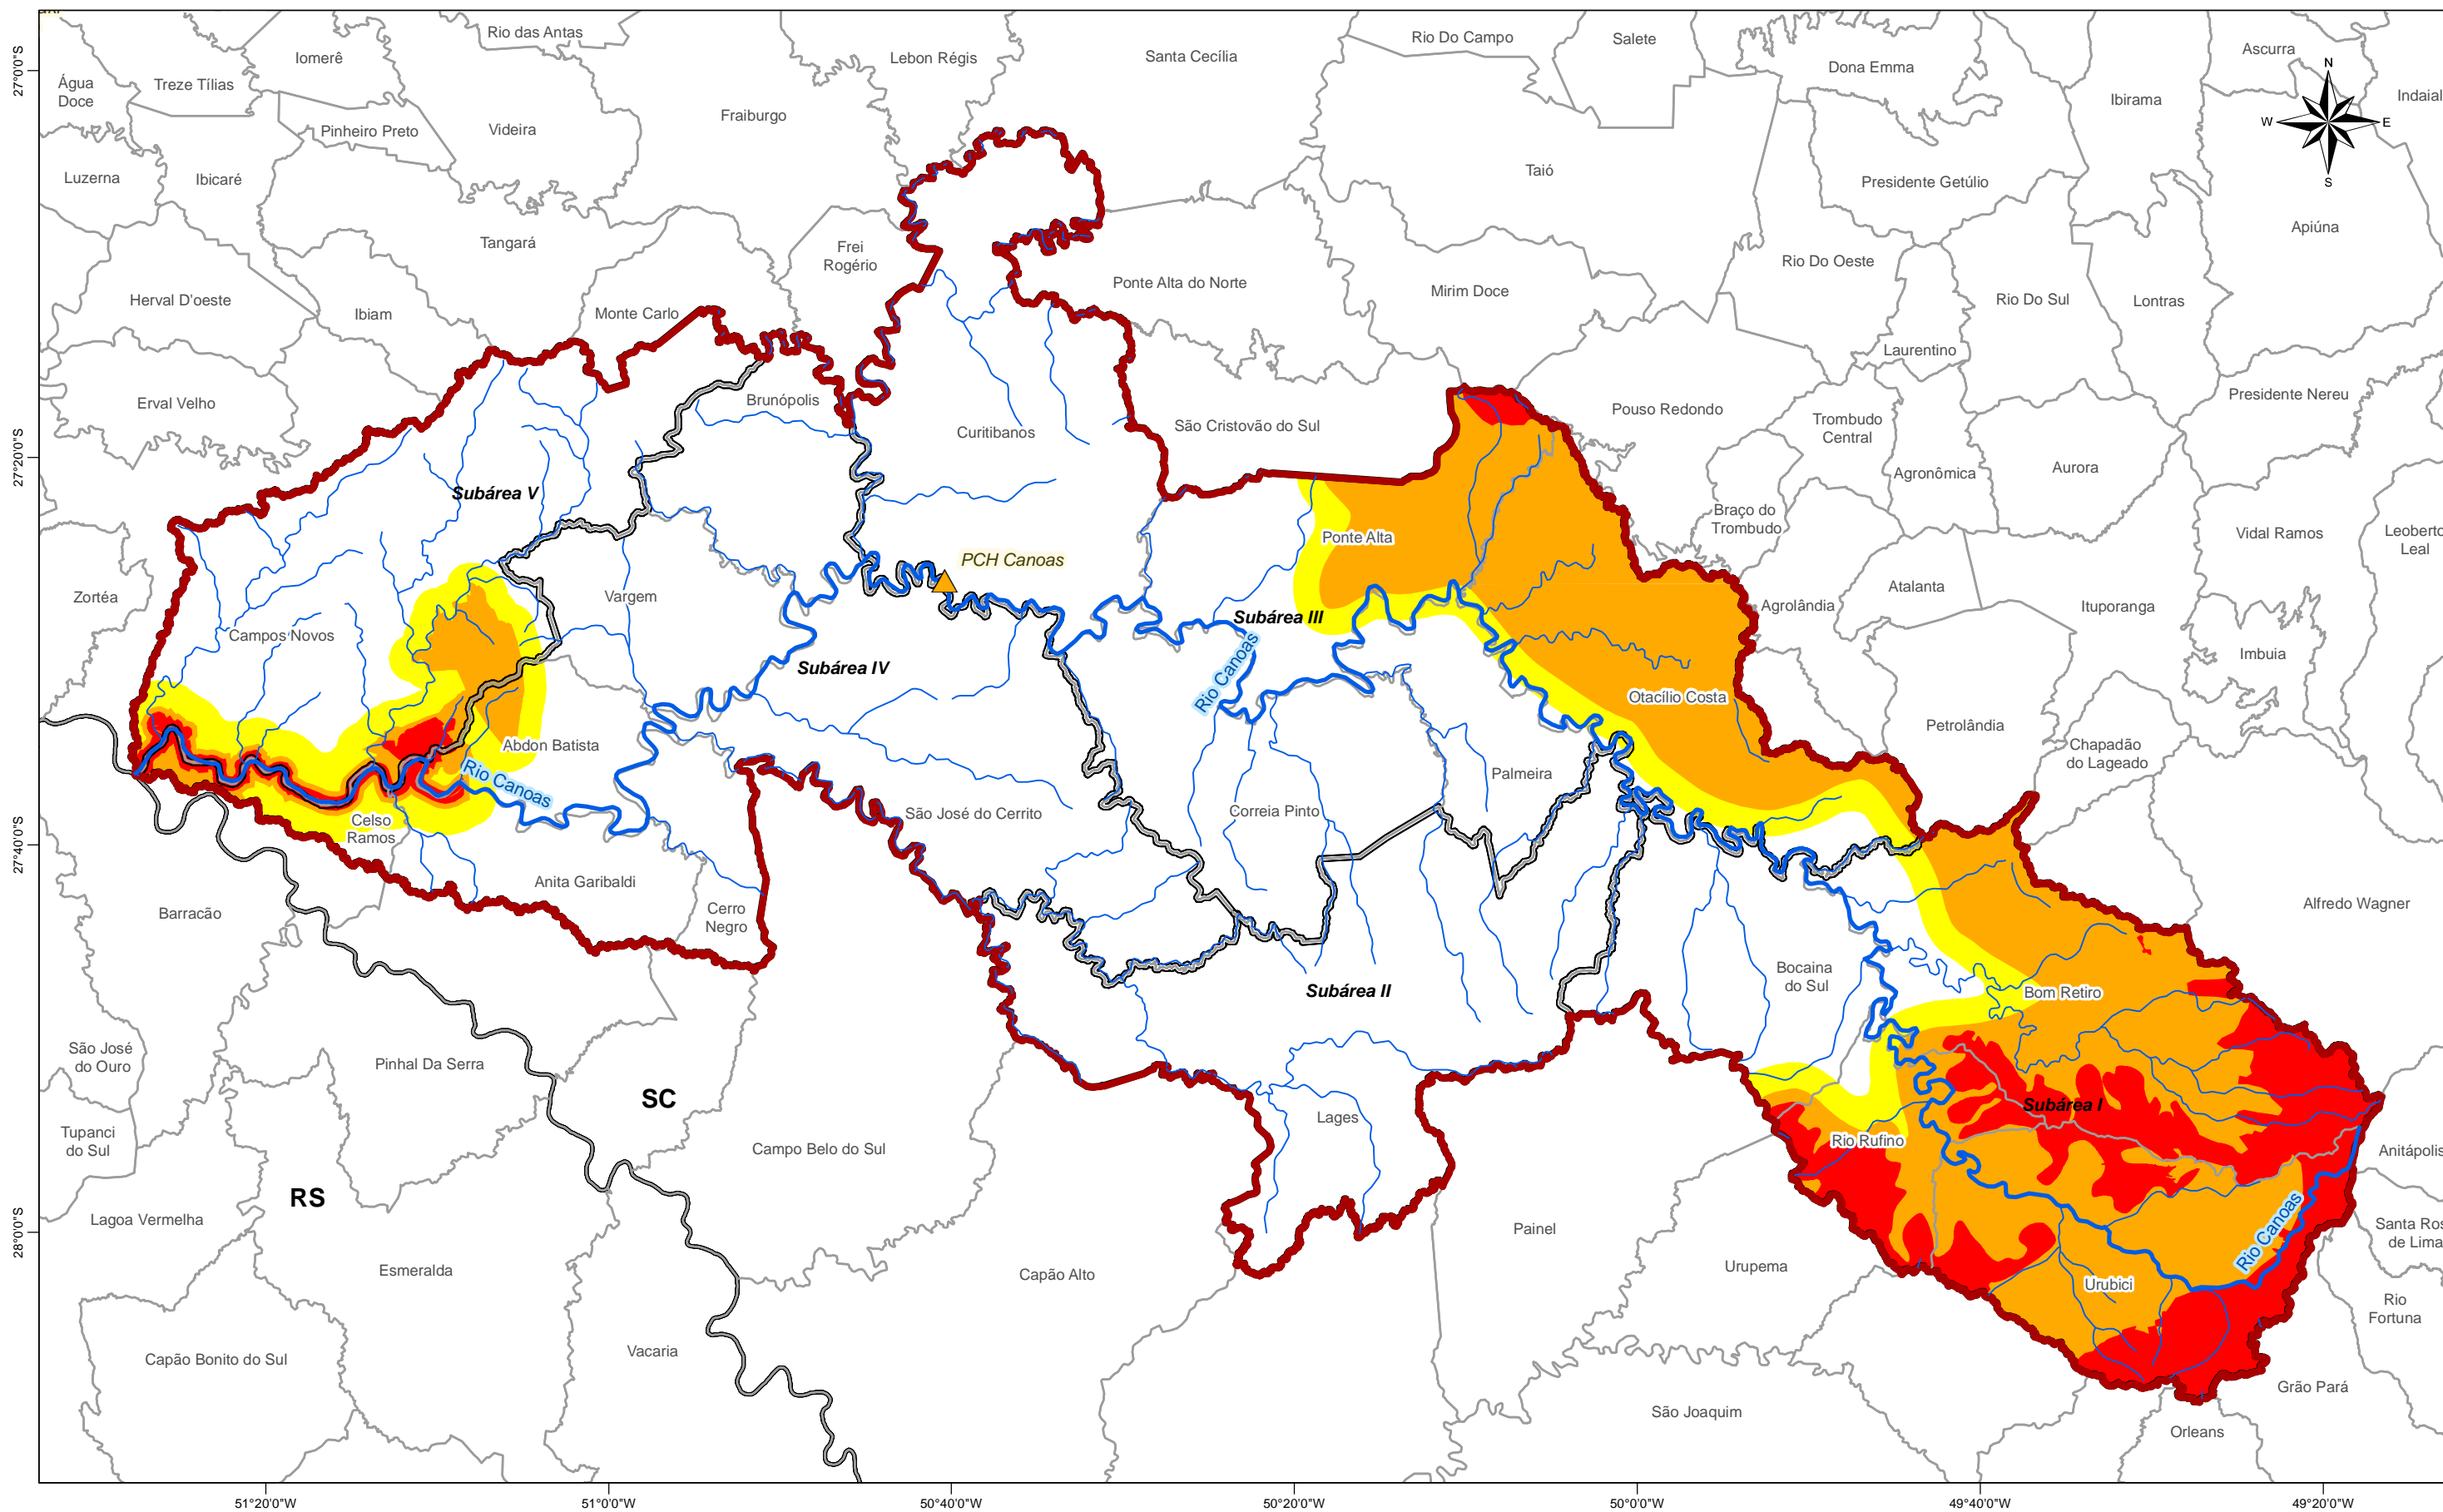 Rio das Antas
Iomerê
Lebon Régis
Santa Cecília
Rio Do Campo
Salete
Ascurra
27°0'0"S
Água
Doce
Treze Tílias
Dona Emma
N
W
E
S
Indaial
Ibirama
Pinheiro Preto
Videira
Fraiburgo
Luzerna
Ibicaré
Taió
Presidente Getúlio
Tangará
Frei
Rogério
Apiúna
Rio Do Oeste
Herval D'oeste
Ibiam
Monte Carlo
Ponte Alta do Norte
Mirim Doce
Rio Do Sul
Lontras
Laurentino
Erval Velho
Brunópolis
Curitibanos
São Cristovão do Sul
Pouso Redondo
Trombudo
Central
Presidente Nereu
27°20'0"S
Agronômica
Aurora
Subárea V
Braço do
Trombudo
Ponte Alta
Vidal Ramos
Leoberto
Leal
PCH Canoas
Zortéa
Vargem
Atalanta
Agrolândia
Ituporanga
Subárea III
Campos Novos
Subárea IV
Rio Canoas
Imbuia
Otacílio Costa
Petrolândia
Abdon Batista
Chapadão
do Lageado
Rio Canoas
Palmeira
Celso
Ramos
São José do Cerrito
Correia Pinto
27°40'0"S
Anita Garibaldi
Barracão
Cerro
Negro
Alfredo Wagner
Bocaina
do Sul
Subárea II
Bom Retiro
São José
do Ouro
Pinhal Da Serra
SC
Lages
Subárea I
Tupanci
do Sul
Campo Belo do Sul
Rio Rufino
Anitápolis
RS
Lagoa Vermelha
Painel
Rio Canoas
Santa Ros
de Lima
28°0'0"S
Esmeralda
Capão Alto
Urupema
Urubici
Rio
Fortuna
Capão Bonito do Sul
Vacaria
Grão Pará
São Joaquim
Orleans
51°20'0"W
51°0'0"W
50°40'0"W
50°20'0"W
50°0'0"W
49°40'0"W
49°20'0"W